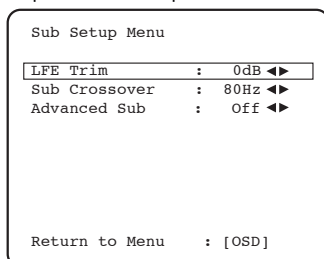 Sub Setup Menu
LFE Trim : 0dB ◄►
Sub Crossover : 80Hz ◄►
Advanced Sub : Off ◄►
Return to Menu : [OSD]